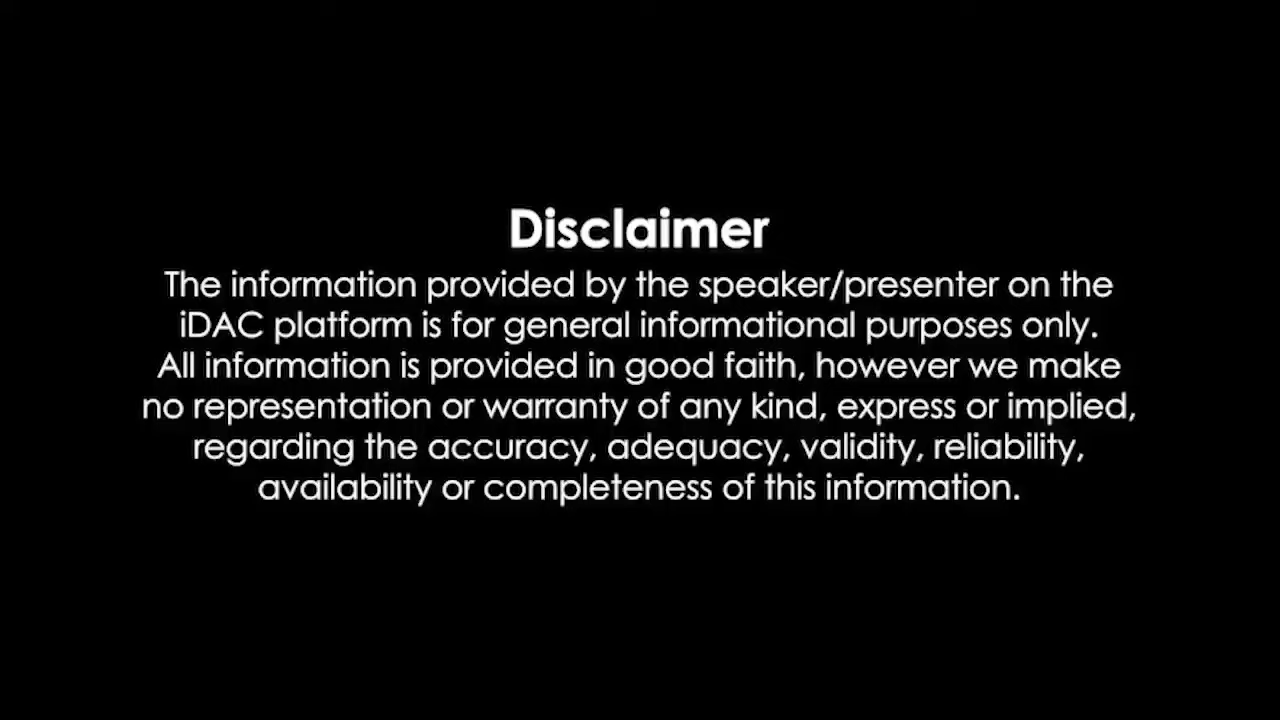 Disclaimer
The information provided by the speaker/presenter on the
iDAC platform is for general informational purposes only.
All information is provided in good faith, however we make
no representation or warranty of any kind, express or implied,
regarding the accuracy, adequacy, validity, reliability,
availability or completeness of this information.